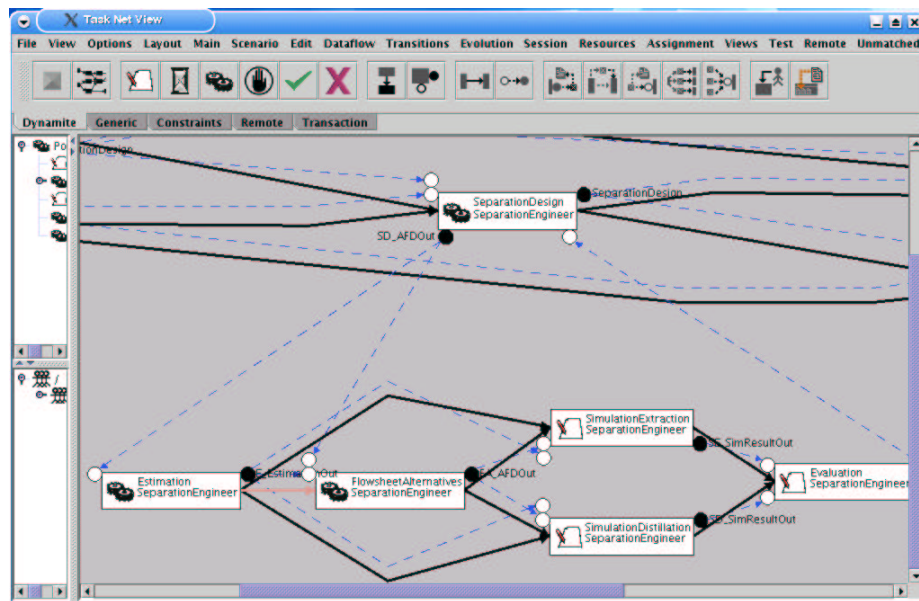 Task Net View
File View Options Layout Main Scenario Edit Dataflow Transitions Evolution Session Resources Assignment Views Test Remote Unmatched
Dynamite Generic Constraints Remote Transaction
Po
tionDesign
SeparationDesign
SeparationEngineer
SeparationDesign
SD_AFDOut
/
SimulationExtraction
SeparationEngineer
SE_SimResultOut
Estimation
SeparationEngineer
FlowsheetAlternatives
SeparationEngineer
FA_AFDOut
Evaluation
SeparationEngineer
SimulationDistillation
SeparationEngineer
SD_SimResultOut